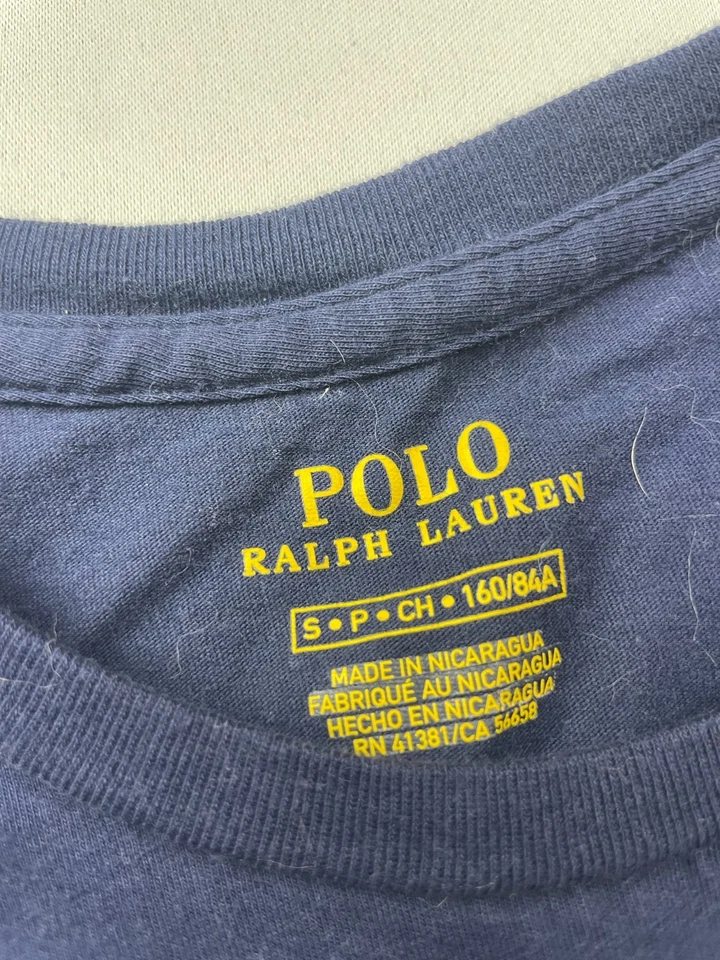 POLO
RALPH LAUREN
S • P • CH • 160/84A
MADE IN NICARAGUA
FABRIQUÉ AU NICARAGUA
HECHO EN NICARAGUA
RN 41381/CA 56658